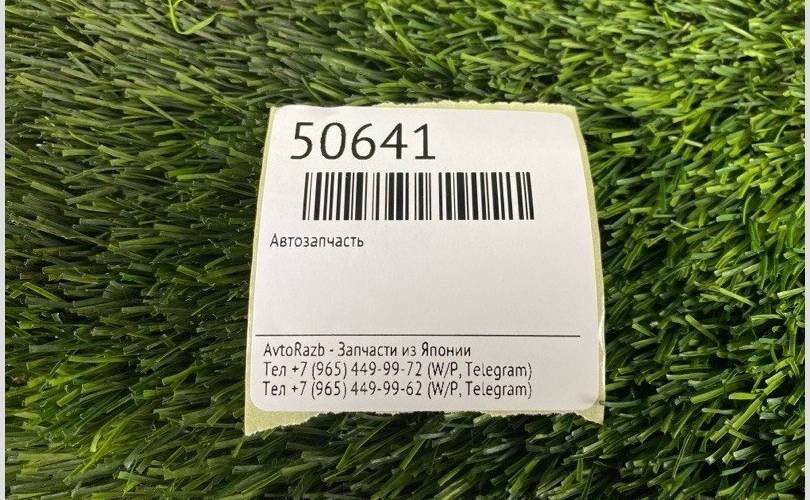 50641
Автозапчасть
AvtoRazb - Запчасти из Японии
Тел +7 (965) 449-99-72 (W/P, Telegram)
Тел +7 (965) 449-99-62 (W/P, Telegram)